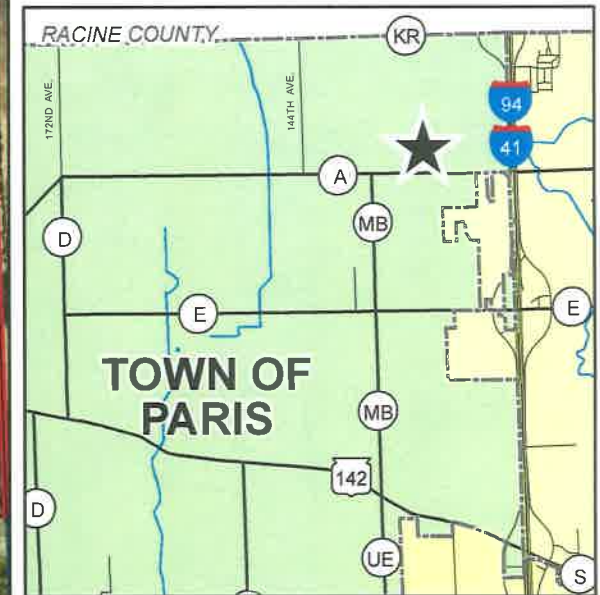 RACINE COUNTY
KR
172ND AVE.
144TH AVE.
94
41
A
D
MB
E
E
TOWN OF
PARIS
MB
142
D
UE
S